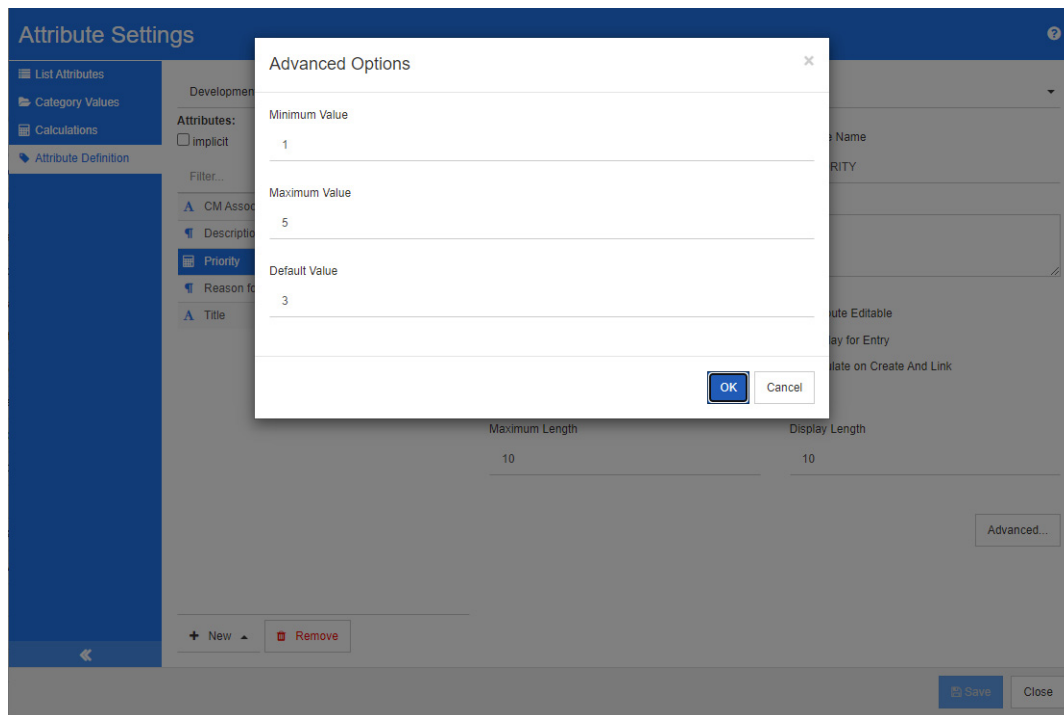 Attribute Settings
List Attributes
Category Values
Calculations
Attribute Definition
Developmen
Attributes:
implicit
Filter...
CM Assoc
Descriptio
Priority
Reason fo
Title
Advanced Options
Minimum Value
1
Maximum Value
5
Default Value
3
OK
Cancel
Name
RITY
ute Editable
lay for Entry
ulate on Create And Link
Maximum Length
10
Display Length
10
Advanced...
New
Remove
Save
Close